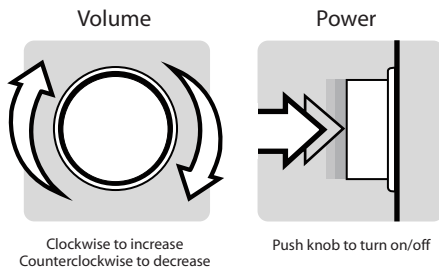 Volume
Power
Clockwise to increase
Counterclockwise to decrease
Push knob to turn on/off